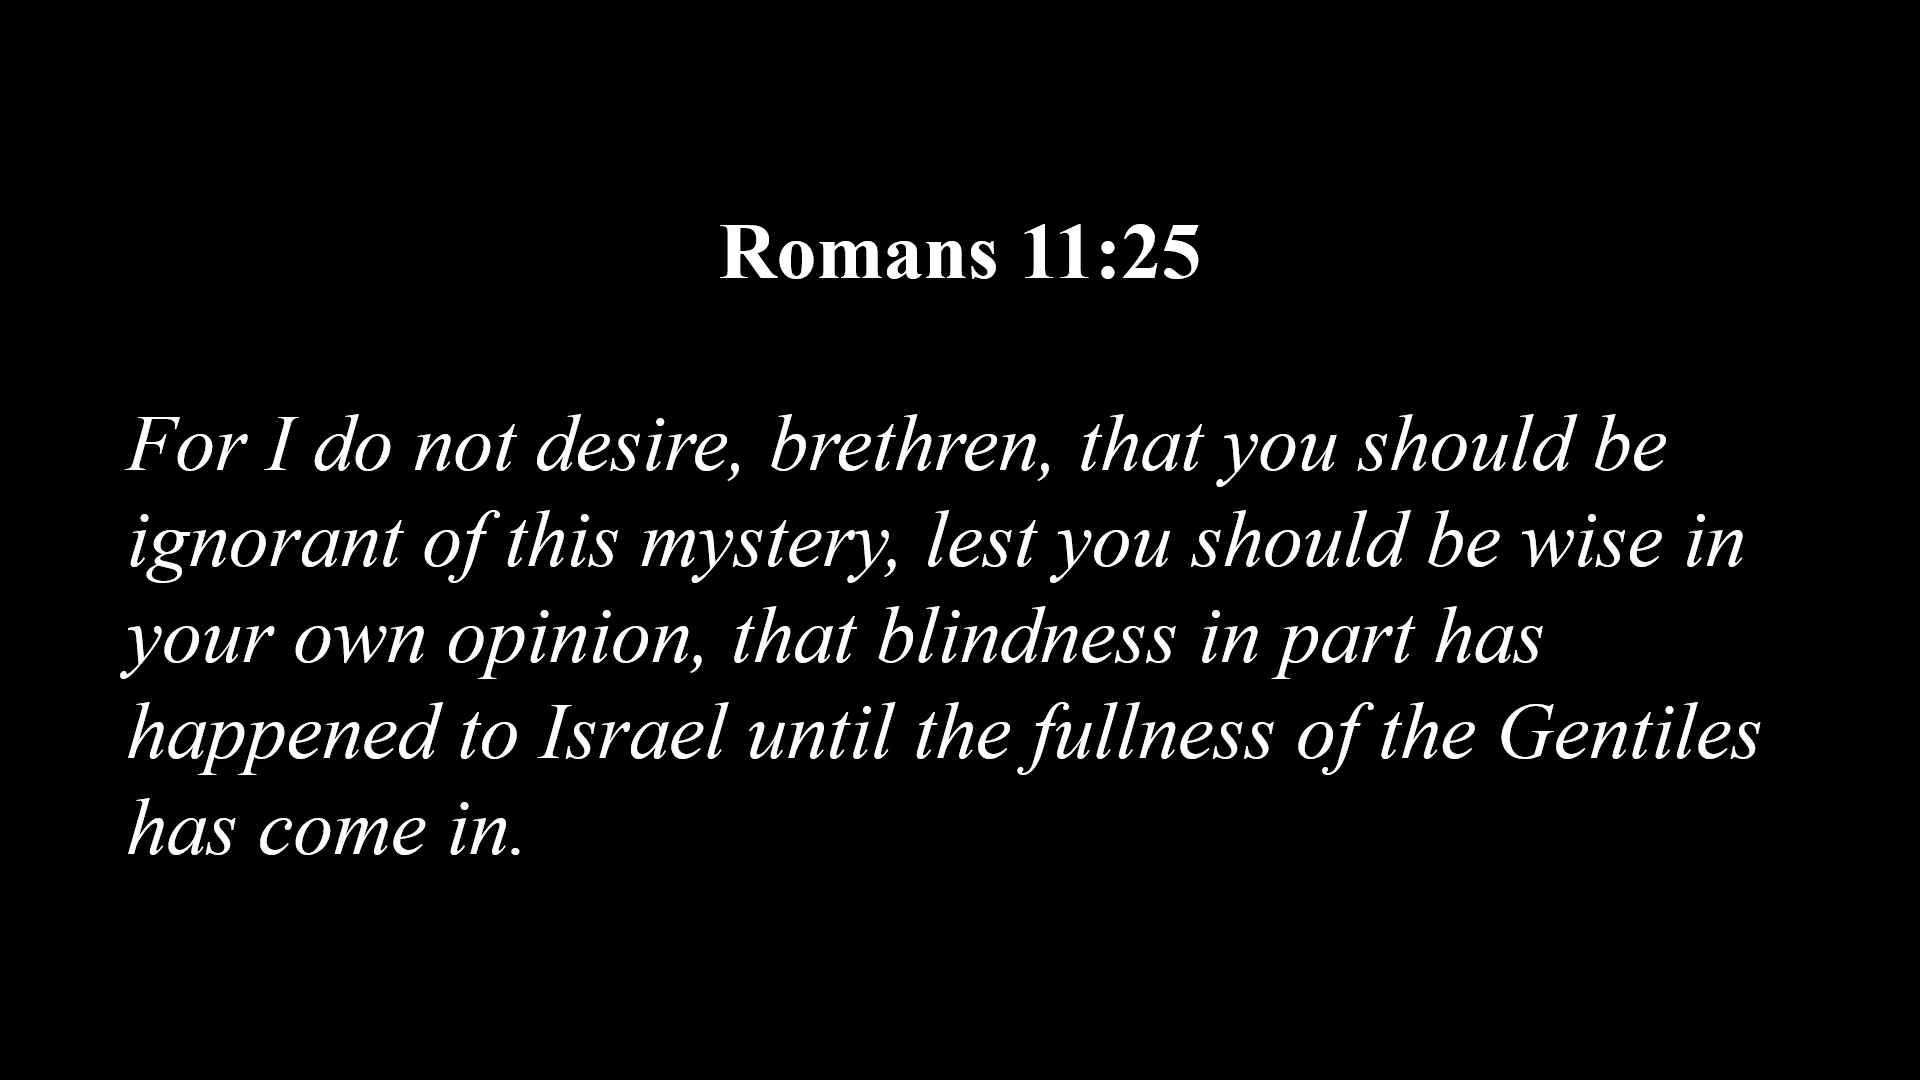 Romans 11:25
For I do not desire, brethren, that you should be
ignorant of this mystery, lest you should be wise in
your own opinion, that blindness in part has
happened to Israel until the fullness of the Gentiles
has come in.